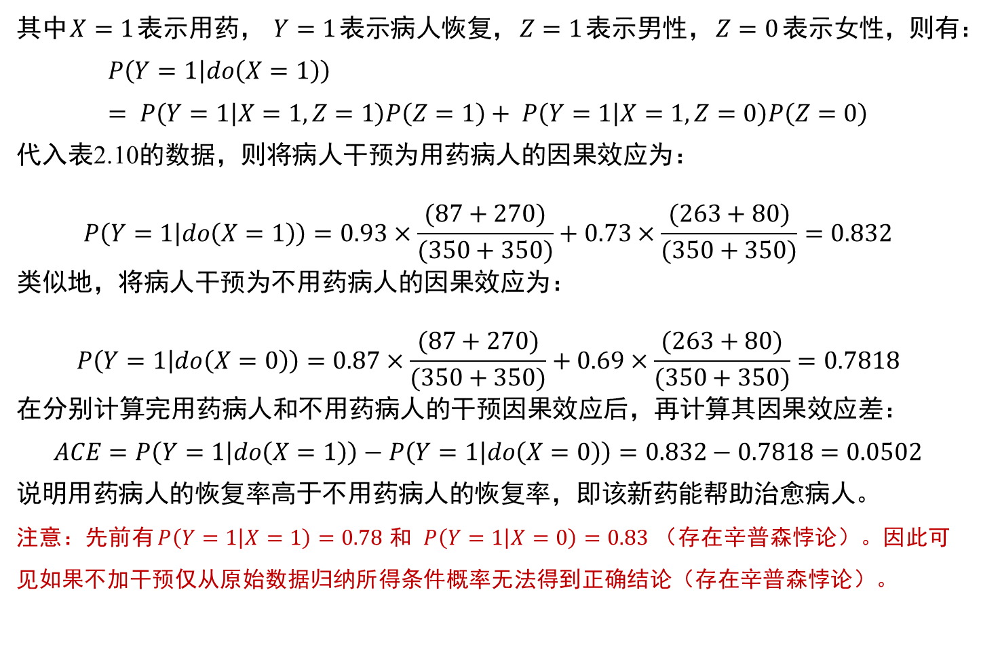 其中X = 1表示用药， Y = 1表示病人恢复，Z = 1表示男性，Z = 0表示女性，则有：
P(Y = 1|do(X = 1))
= P(Y = 1|X = 1, Z = 1)P(Z = 1) + P(Y = 1|X = 1, Z = 0)P(Z = 0)
代入表2.10的数据，则将病人干预为用药病人的因果效应为：
P(Y = 1|do(X = 1)) = 0.93 × (87 + 270)/(350 + 350) + 0.73 × (263 + 80)/(350 + 350) = 0.832
类似地，将病人干预为不用药病人的因果效应为：
P(Y = 1|do(X = 0)) = 0.87 × (87 + 270)/(350 + 350) + 0.69 × (263 + 80)/(350 + 350) = 0.7818
在分别计算完用药病人和不用药病人的干预因果效应后，再计算其因果效应差：
ACE = P(Y = 1|do(X = 1)) − P(Y = 1|do(X = 0)) = 0.832 − 0.7818 = 0.0502
说明用药病人的恢复率高于不用药病人的恢复率，即该新药能帮助治愈病人。
注意：先前有P(Y = 1|X = 1) = 0.78 和 P(Y = 1|X = 0) = 0.83 （存在辛普森悖论）。因此可
见如果不加干预仅从原始数据归纳所得条件概率无法得到正确结论（存在辛普森悖论）。